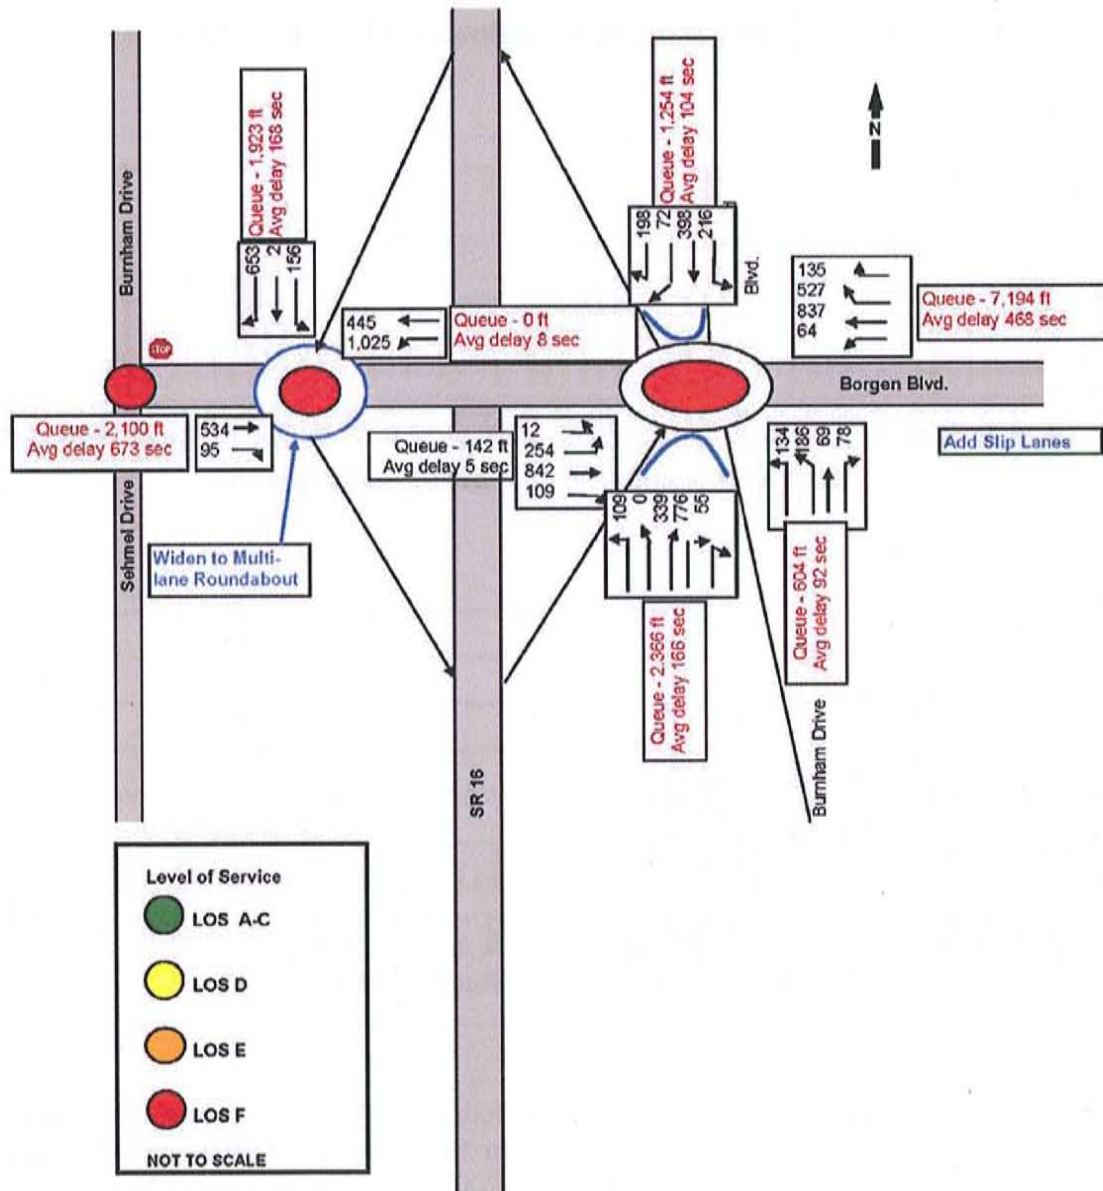 Burnham Drive
Queue - 1,923 ft
Avg delay 168 sec
653
2
156
STOP
Queue - 1,254 ft
Avg delay 104 sec
198
72
398
216
Blvd.
N
445
1,025
Queue - 0 ft
Avg delay 8 sec
135
527
837
64
Queue - 7,194 ft
Avg delay 468 sec
Borgen Blvd.
Queue - 2,100 ft
Avg delay 673 sec
534
95
Queue - 142 ft
Avg delay 5 sec
12
254
842
109
134
186
69
78
Add Slip Lanes
109
0
339
776
55
Sehmel Drive
Widen to Multi-
lane Roundabout
Queue - 2,366 ft
Avg delay 166 sec
Queue - 604 ft
Avg delay 92 sec
Burnham Drive
SR 16
Level of Service
LOS A-C
LOS D
LOS E
LOS F
NOT TO SCALE